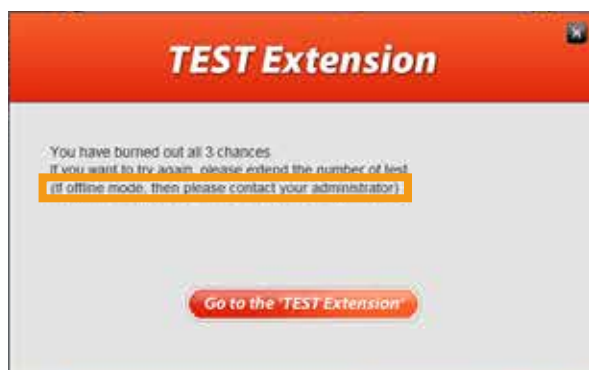 TEST Extension
You have burned out all 3 chances
If you want to try again, please extend the number of test.
(If offline mode, then please contact your administrator)
Go to the 'TEST Extension'